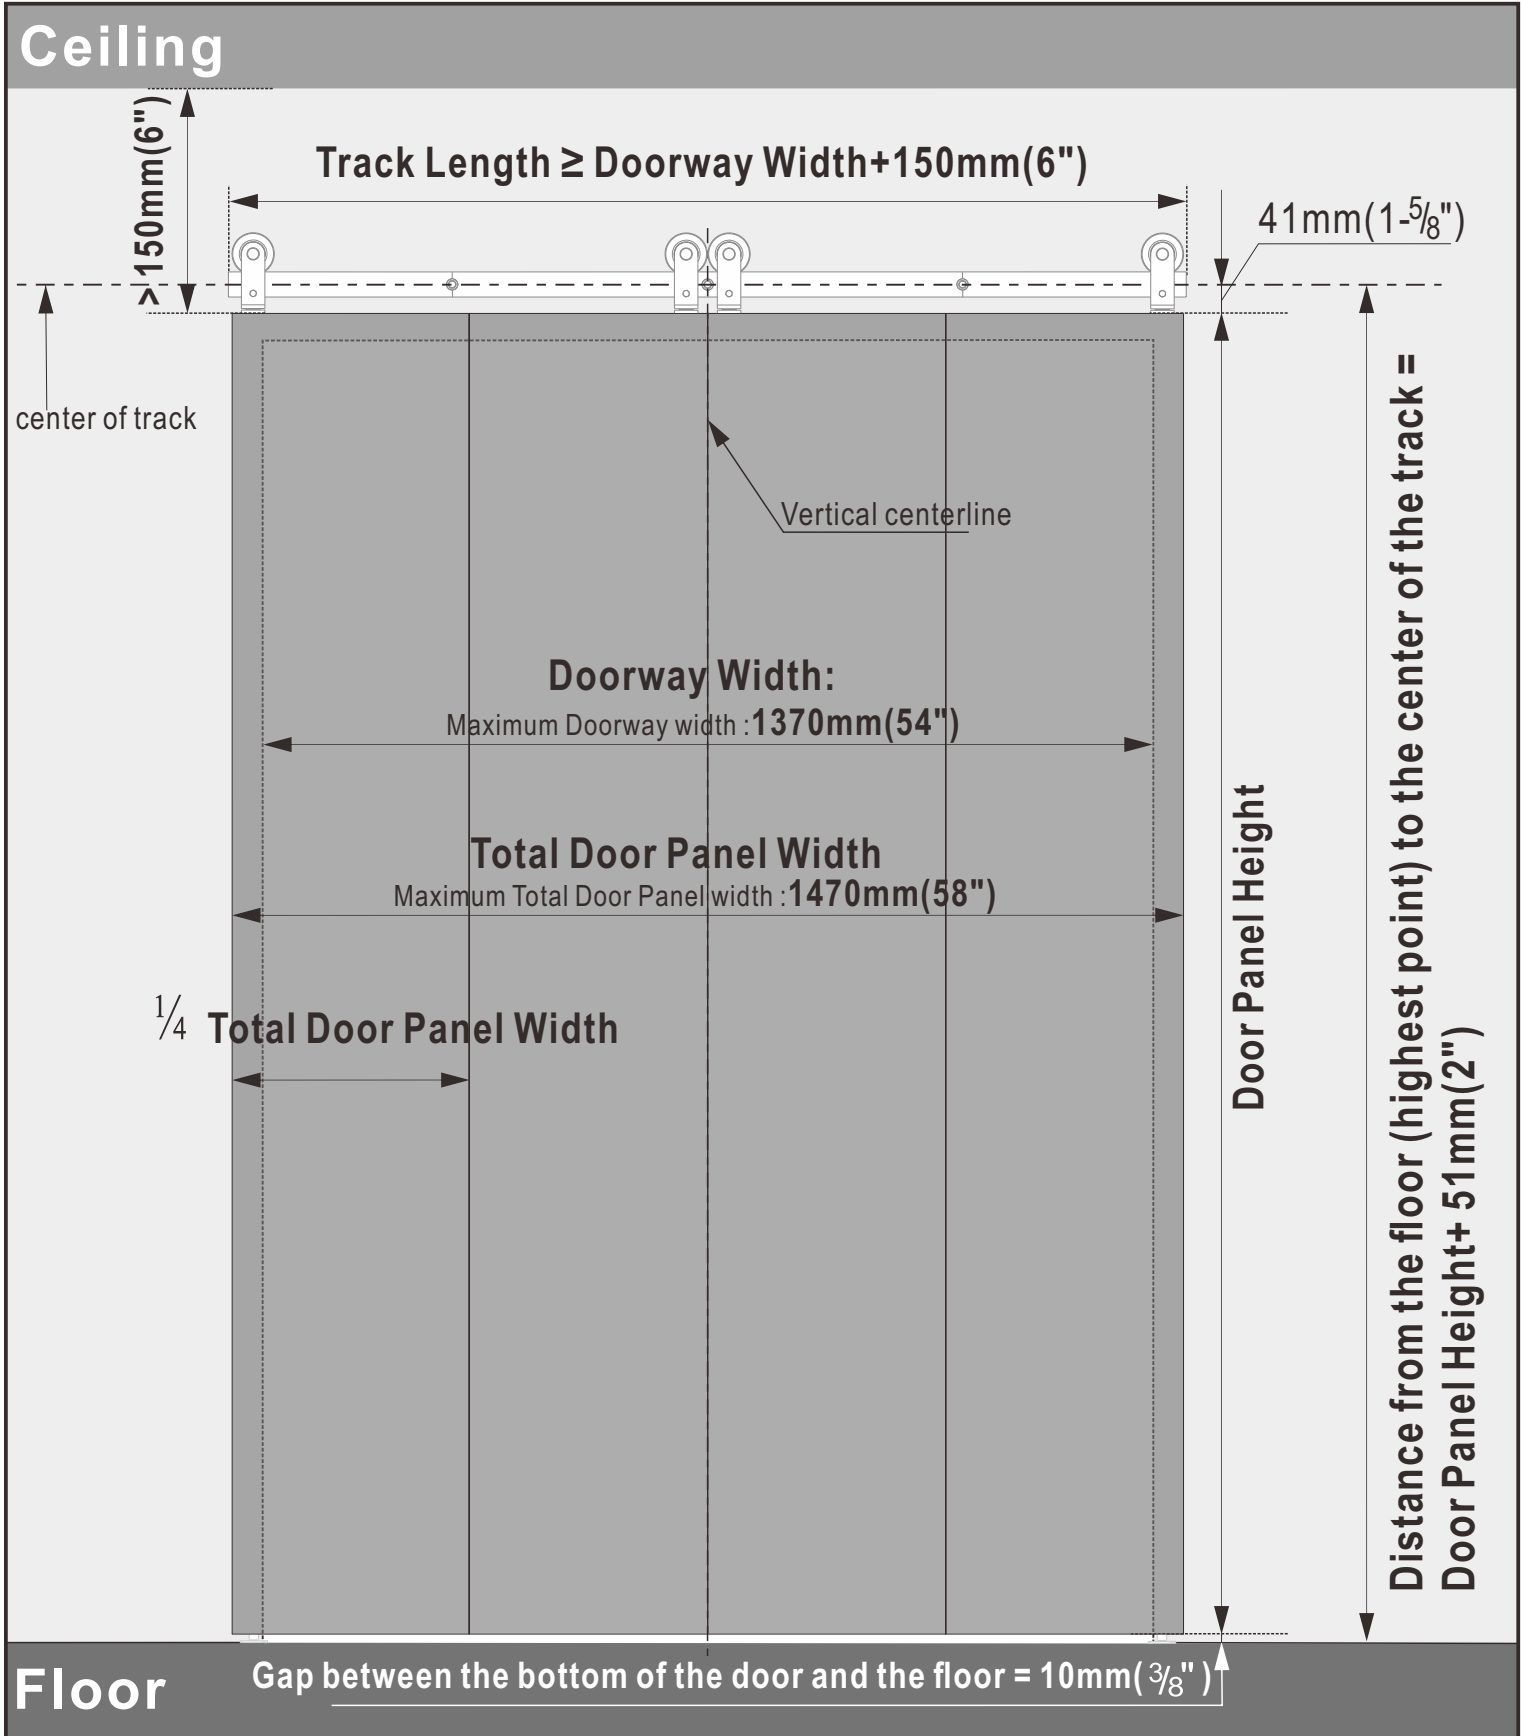 Ceiling
>150mm(6")
Track Length ≥ Doorway Width+150mm(6")
41mm(1-5/8")
center of track
Vertical centerline
Doorway Width:
Maximum Doorway width :1370mm(54")
Total Door Panel Width
Maximum Total Door Panel width :1470mm(58")
1/4 Total Door Panel Width
Door Panel Height
Distance from the floor (highest point) to the center of the track =
Door Panel Height+ 51mm(2")
Gap between the bottom of the door and the floor = 10mm(3/8")
Floor